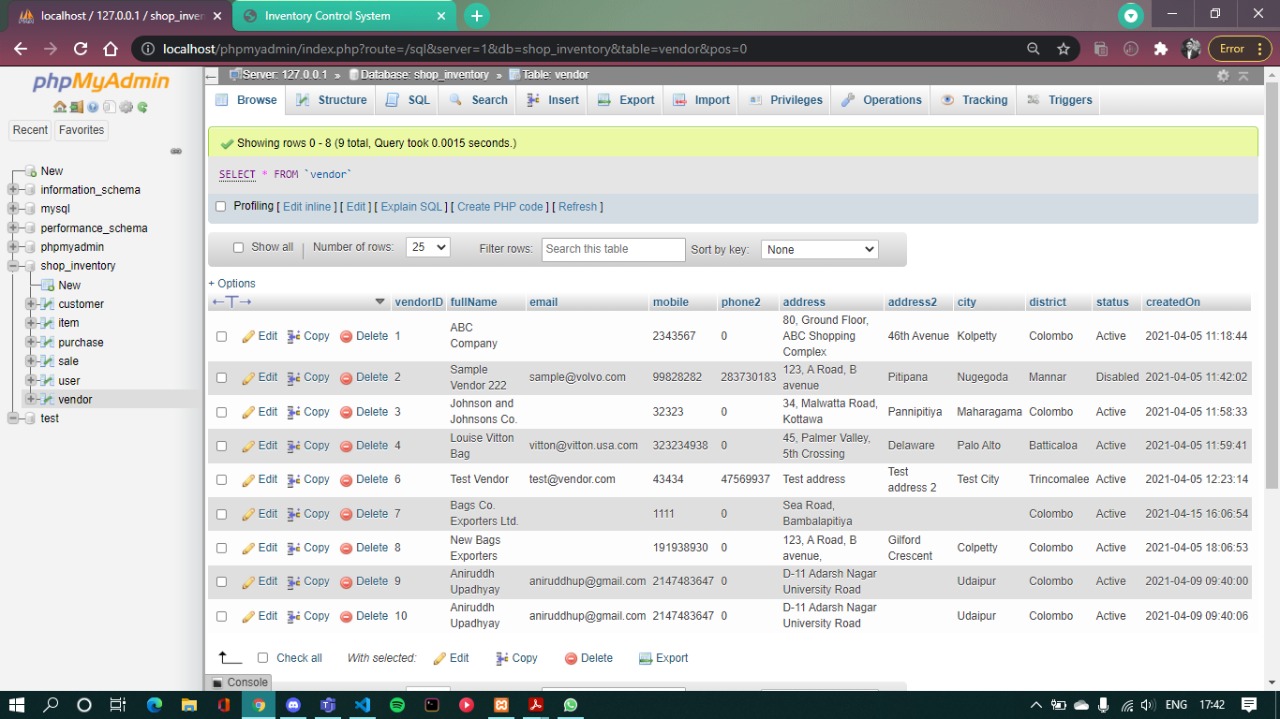 localhost / 127.0.0.1 / shop_inven
Inventory Control System
localhost/phpmyadmin/index.php?route=/sql&server=1&db=shop_inventory&table=vendor&pos=0
Error
phpMyAdmin
Recent Favorites
New
information_schema
mysql
performance_schema
phpmyadmin
shop_inventory
New
customer
item
purchase
sale
user
vendor
test
Server: 127.0.0.1 » Database: shop_inventory » Table: vendor
Browse Structure SQL Search Insert Export Import Privileges Operations Tracking Triggers
Showing rows 0 - 8 (9 total, Query took 0.0015 seconds.)
SELECT * FROM `vendor`
Profiling [ Edit inline ] [ Edit ] [ Explain SQL ] [ Create PHP code ] [ Refresh ]
Show all Number of rows: 25 Filter rows: Search this table Sort by key: None
+ Options
←T→ vendorID fullName email mobile phone2 address address2 city district status createdOn
Edit Copy Delete 1 ABC Company 2343567 0 80, Ground Floor, ABC Shopping Complex 46th Avenue Kolpetty Colombo Active 2021-04-05 11:18:44
Edit Copy Delete 2 Sample Vendor 222 sample@volvo.com 99828282 283730183 123, A Road, B avenue Pitipana Nugegoda Mannar Disabled 2021-04-05 11:42:02
Edit Copy Delete 3 Johnson and Johnsons Co. 32323 0 34, Malwatta Road, Kottawa Pannipitiya Maharagama Colombo Active 2021-04-05 11:58:33
Edit Copy Delete 4 Louise Vitton Bag vitton@vitton.usa.com 323234938 0 45, Palmer Valley, 5th Crossing Delaware Palo Alto Batticaloa Active 2021-04-05 11:59:41
Edit Copy Delete 6 Test Vendor test@vendor.com 43434 47569937 Test address Test address 2 Test City Trincomalee Active 2021-04-05 12:23:14
Edit Copy Delete 7 Bags Co. Exporters Ltd. 1111 0 Sea Road, Bambalapitiya Colombo Active 2021-04-15 16:06:54
Edit Copy Delete 8 New Bags Exporters 191938930 0 123, A Road, B avenue, Gilford Crescent Colpetty Colombo Active 2021-04-05 18:06:53
Edit Copy Delete 9 Aniruddh Upadhyay aniruddhup@gmail.com 2147483647 0 D-11 Adarsh Nagar University Road Udaipur Colombo Active 2021-04-09 09:40:00
Edit Copy Delete 10 Aniruddh Upadhyay aniruddhup@gmail.com 2147483647 0 D-11 Adarsh Nagar University Road Udaipur Colombo Active 2021-04-09 09:40:06
Check all With selected: Edit Copy Delete Export
Console
ENG 17:42